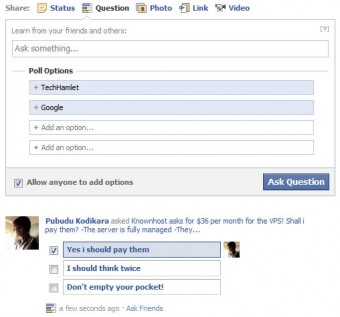 Share: Status Question Photo Link Video
Learn from your friends and others: [?]
Ask something...
Poll Options
+ TechHamlet
+ Google
+ Add an option...
+ Add an option...
Allow anyone to add options Ask Question
Pubudu Kodikara asked Knownhost asks for $36 per month for the VPS! Shall i
pay them? -The server is fully managed -They...
Yes i should pay them
I should think twice
Don't empty your pocket!
a few seconds ago · Ask Friends